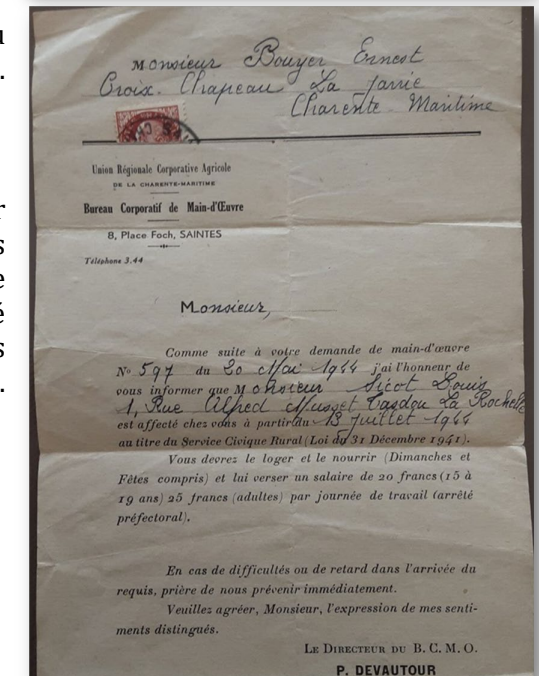 Monsieur Bouyer Ernest
Croix. Chapeau La Jarrie
Charente Maritime
Union Régionale Corporative Agricole
DE LA CHARENTE-MARITIME
Bureau Corporatif de Main-d'Œuvre
8, Place Foch, SAINTES
Téléphone 3.44
Monsieur,
Comme suite à votre demande de main-d'œuvre
N° 597 du 20 Mai 1944 j'ai l'honneur de
vous informer que Monsieur Sicot Louis
1, Rue Alfred Musset Tasdon La Rochelle
est affecté chez vous à partir du 13 Juillet 1944
au titre du Service Civique Rural (Loi du 31 Décembre 1941).
Vous devrez le loger et le nourrir (Dimanches et
Fêtes compris) et lui verser un salaire de 20 francs (15 à
19 ans) 25 francs (adultes) par journée de travail (arrêté
préfectoral).
En cas de difficultés ou de retard dans l'arrivée du
requis, prière de nous prévenir immédiatement.
Veuillez agréer, Monsieur, l'expression de mes senti-
ments distingués.
LE DIRECTEUR DU B. C. M. O.
P. DEVAUTOUR